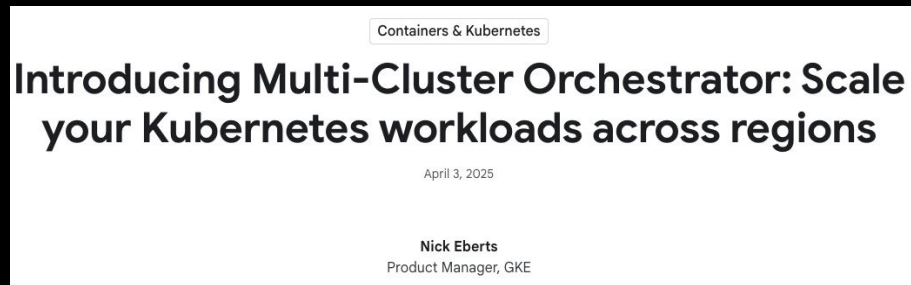 Containers & Kubernetes
Introducing Multi-Cluster Orchestrator: Scale
your Kubernetes workloads across regions
April 3, 2025
Nick Eberts
Product Manager, GKE